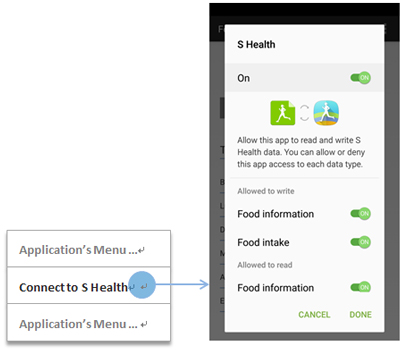 Application's Menu ...↵
Connect to S Health ↵
Application's Menu ... ↵
S Health
On
ON
Allow this app to read and write S
Health data. You can allow or deny
this app access to each data type.
Allowed to write
Food information
ON
Food intake
ON
Allowed to read
Food information
ON
CANCEL
DONE